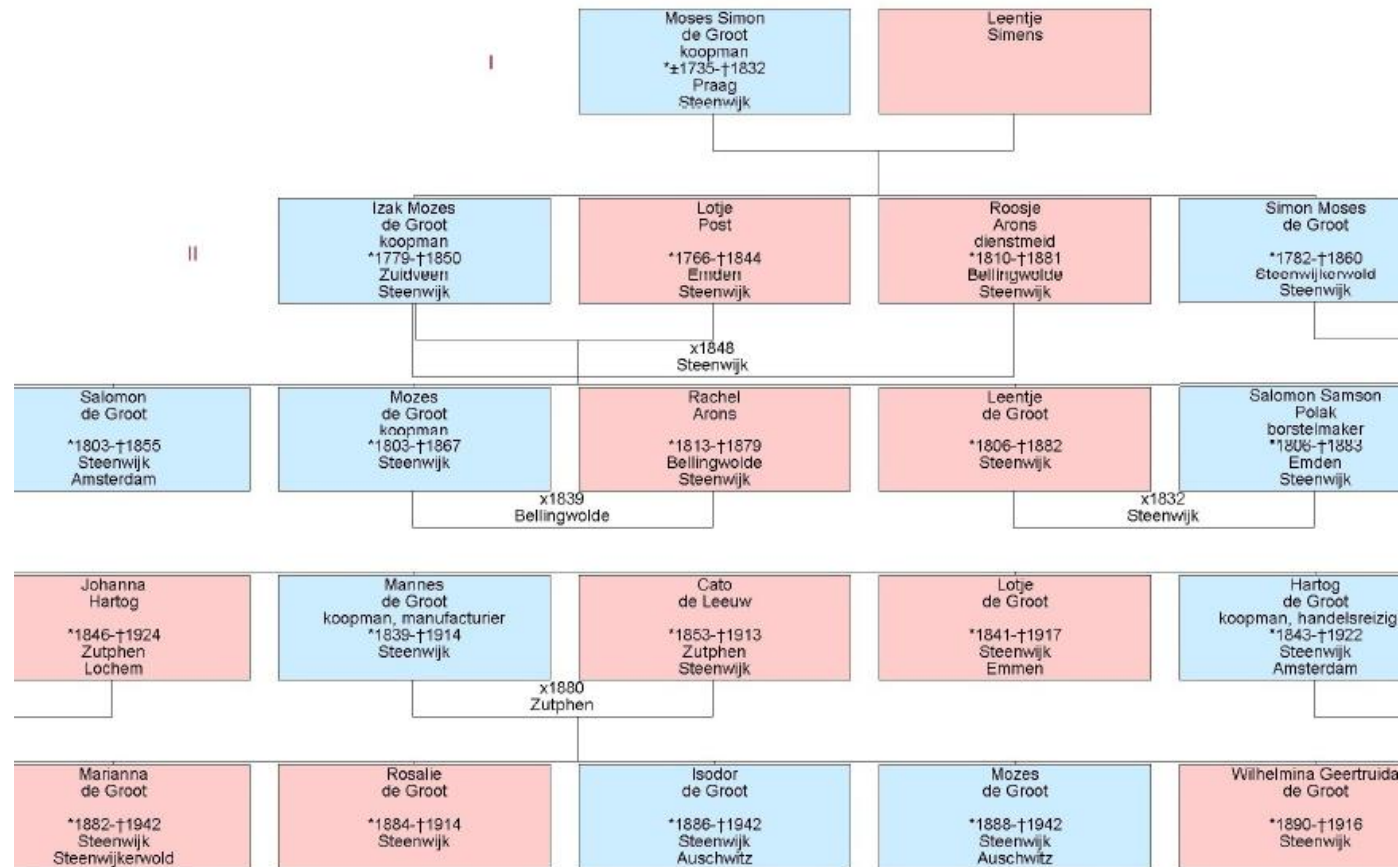 Moses Simon
de Groot
koopman
*±1735-†1832
Praag
Steenwijk
Leentje
Simens
I
Izak Mozes
de Groot
koopman
*1779-†1850
Zuidveen
Steenwijk
Lotje
Post
*1766-†1844
Emden
Steenwijk
Roosje
Arons
dienstmeid
*1810-†1881
Bellingwolde
Steenwijk
Simon Moses
de Groot
*1782-†1860
Steenwijkerwold
Steenwijk
II
x1848
Steenwijk
Salomon
de Groot
*1803-†1855
Steenwijk
Amsterdam
Mozes
de Groot
koopman
*1803-†1867
Steenwijk
Rachel
Arons
*1813-†1879
Bellingwolde
Steenwijk
Leentje
de Groot
*1806-†1882
Steenwijk
Salomon Samson
Polak
borstelmaker
*1806-†1883
Emden
Steenwijk
x1839
Bellingwolde
x1832
Steenwijk
Johanna
Hartog
*1846-†1924
Zutphen
Lochem
Mannes
de Groot
koopman, manufacturier
*1839-†1914
Steenwijk
Cato
de Leeuw
*1853-†1913
Zutphen
Steenwijk
Lotje
de Groot
*1841-†1917
Steenwijk
Emmen
Hartog
de Groot
koopman, handelsreizig
*1843-†1922
Steenwijk
Amsterdam
x1880
Zutphen
Marianna
de Groot
*1882-†1942
Steenwijk
Steenwijkerwold
Rosalie
de Groot
*1884-†1914
Steenwijk
Isodor
de Groot
*1886-†1942
Steenwijk
Auschwitz
Mozes
de Groot
*1888-†1942
Steenwijk
Auschwitz
Wilhelmina Geertruida
de Groot
*1890-†1916
Steenwijk